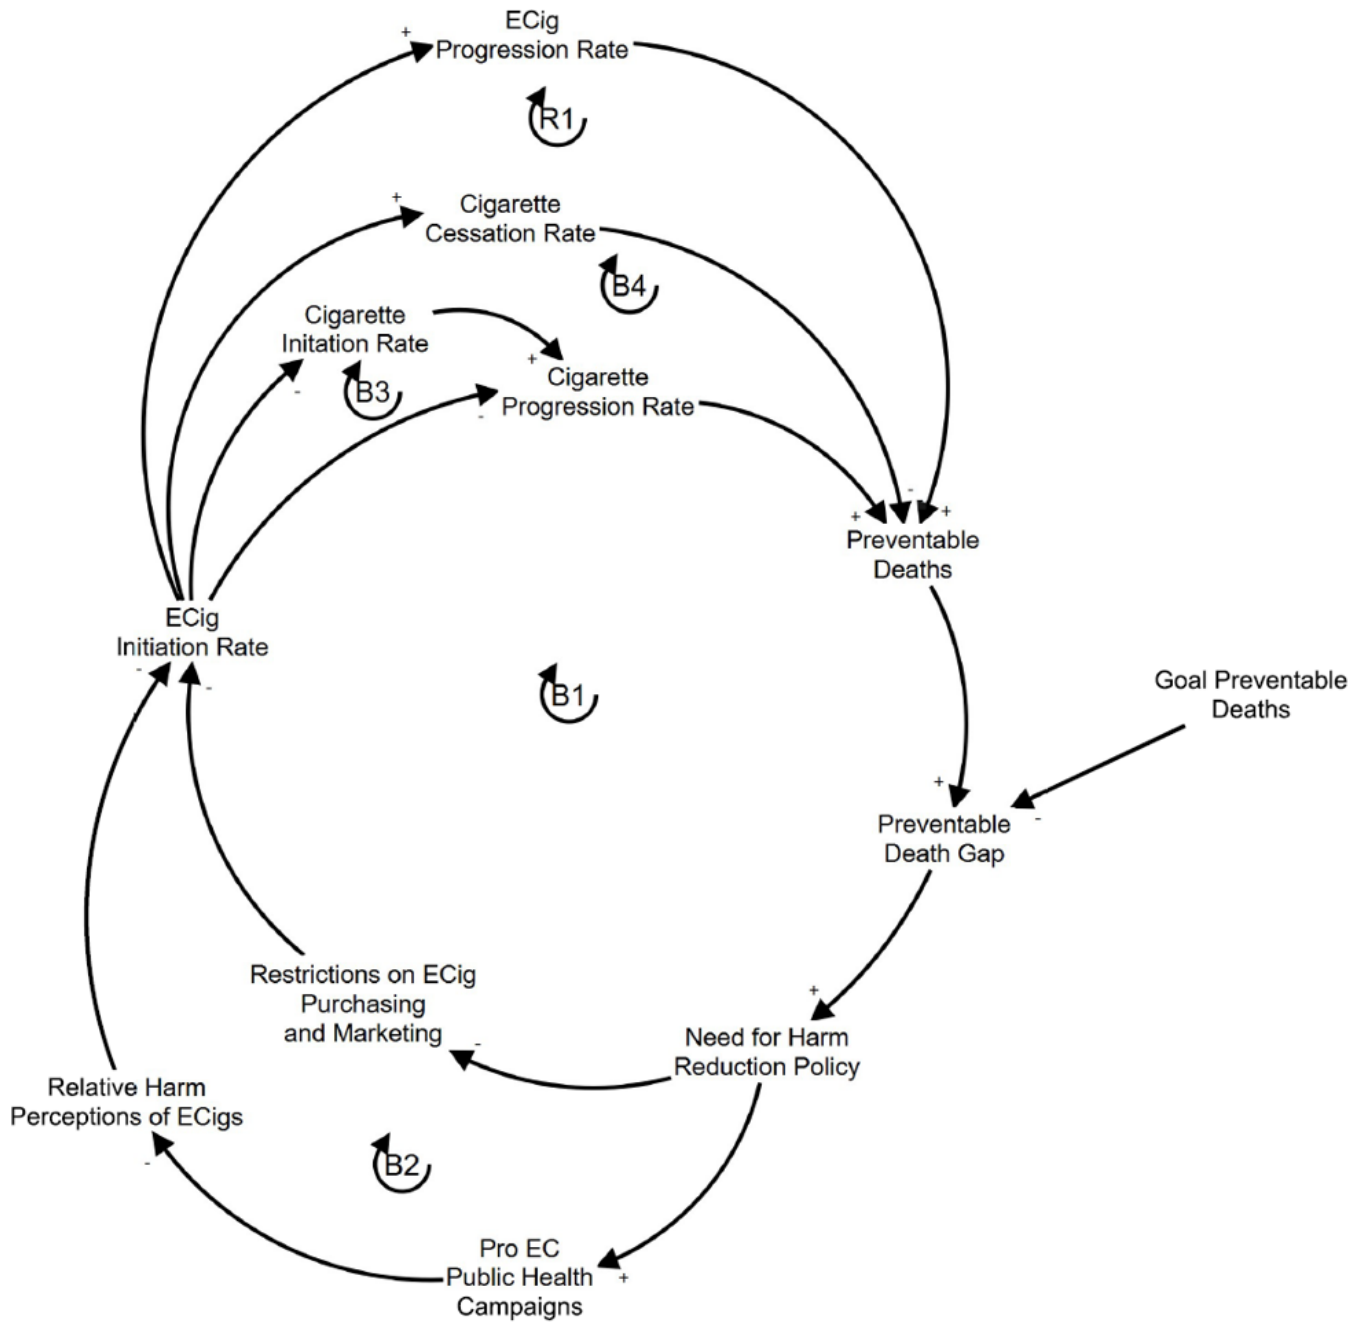 ECig
Progression Rate
+
R1
Cigarette
Cessation Rate
+
B4
Cigarette
Initation Rate
-
B3
+
Cigarette
Progression Rate
-
+
-
+
Preventable
Deaths
ECig
Initiation Rate
-
-
B1
Goal Preventable
Deaths
+
-
Preventable
Death Gap
Restrictions on ECig
Purchasing
and Marketing
-
+
Need for Harm
Reduction Policy
Relative Harm
Perceptions of ECigs
-
B2
Pro EC
Public Health
Campaigns
+